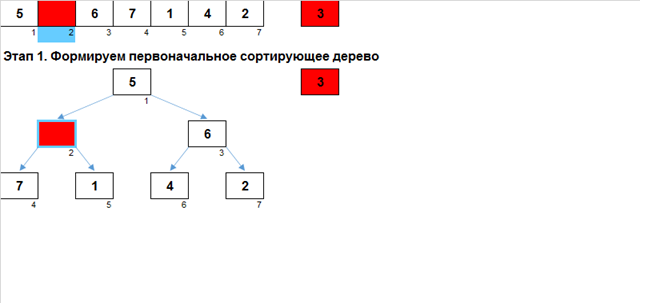 5 6 7 1 4 2 3
1 2 3 4 5 6 7
Этап 1. Формируем первоначальное сортирующее дерево
5 3
1
6
2 3
7 1 4 2
4 5 6 7